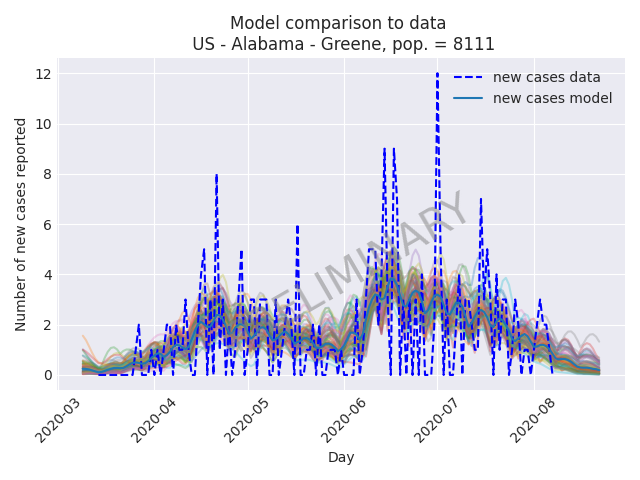 Model comparison to data
US - Alabama - Greene, pop. = 8111
new cases data
new cases model
Number of new cases reported
12
10
8
6
4
2
0
2020-03
2020-04
2020-05
2020-06
2020-07
2020-08
Day